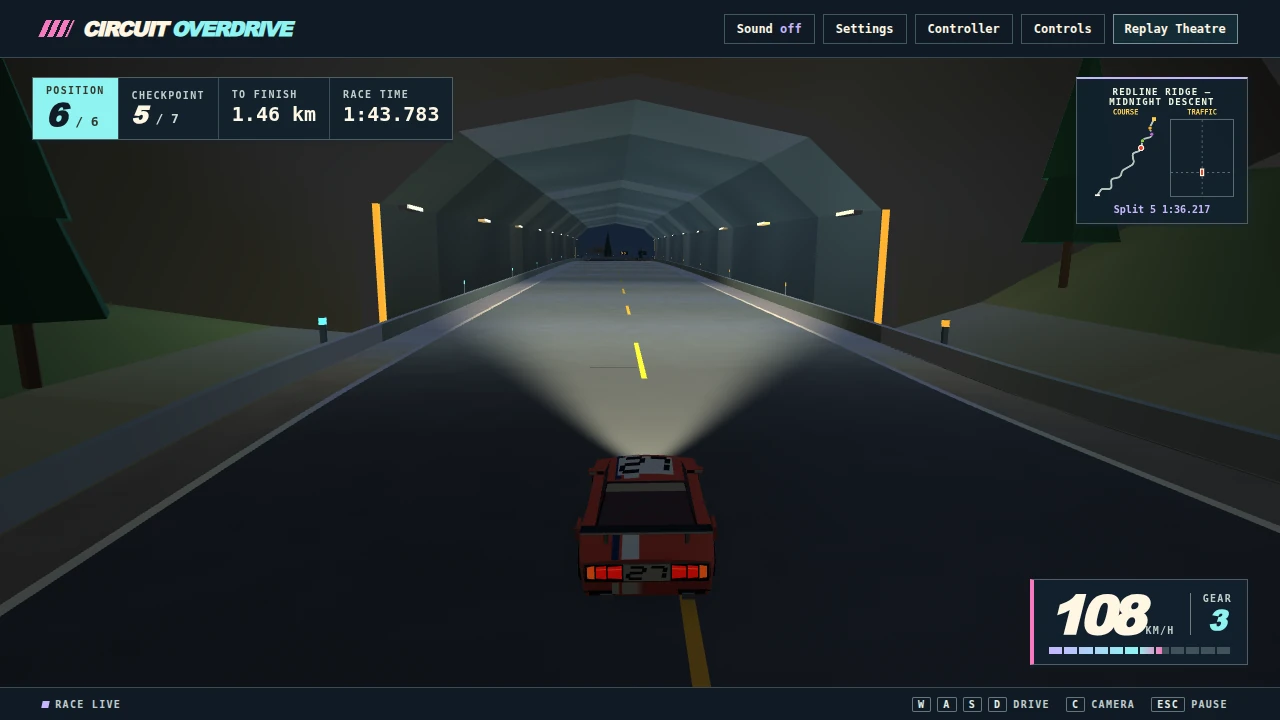 CIRCUIT OVERDRIVE
Sound off
Settings
Controller
Controls
Replay Theatre
POSITION
6 / 6
CHECKPOINT
5 / 7
TO FINISH
1.46 km
RACE TIME
1:43.783
REDLINE RIDGE —
MIDNIGHT DESCENT
COURSE
TRAFFIC
Split 5 1:36.217
27
108 KM/H
GEAR
3
RACE LIVE
W A S D DRIVE
C CAMERA
ESC PAUSE